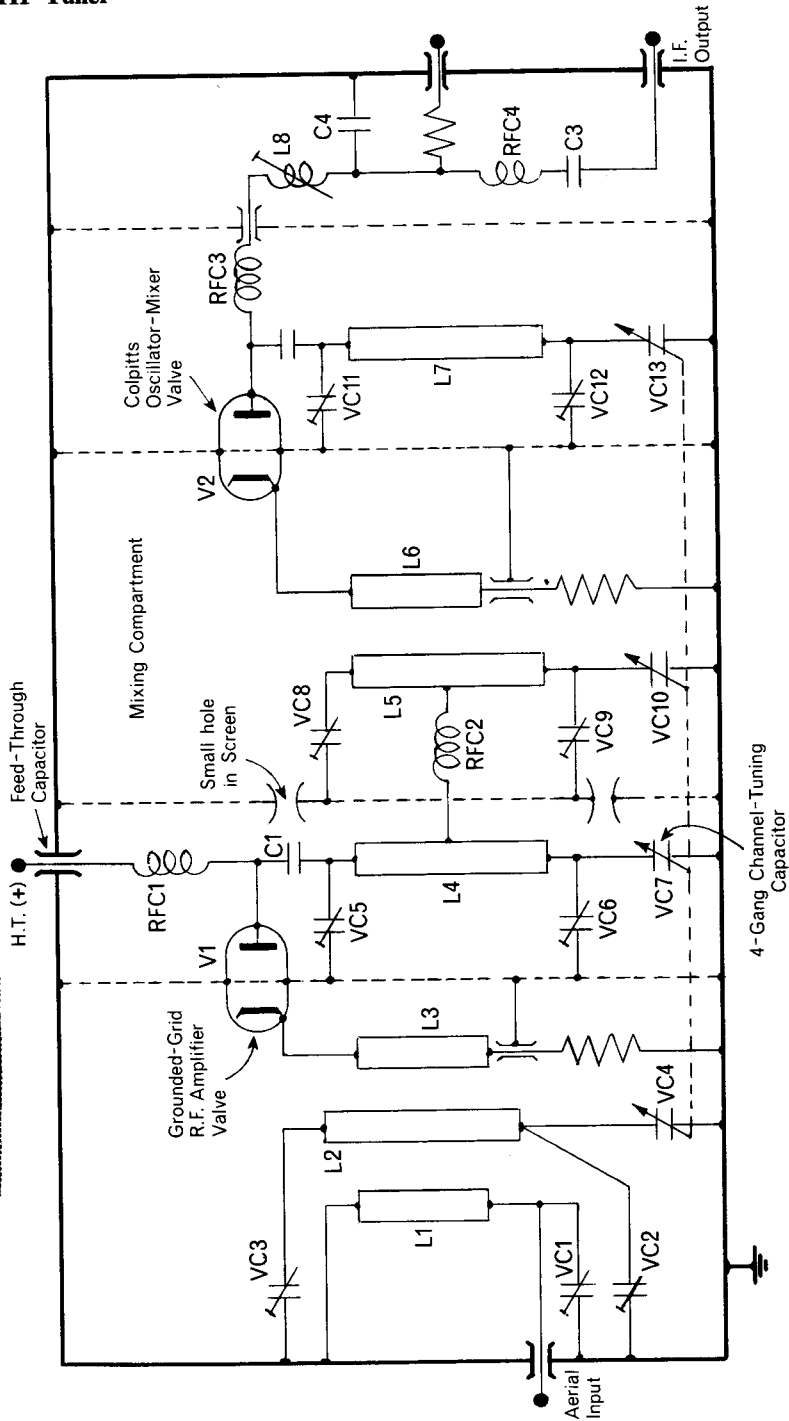 Tuner
H.T. (+)
Feed-Through
Capacitor
Mixing Compartment
Colpitts
Oscillator-Mixer
Valve
Grounded-Grid
R.F. Amplifier
Valve
Small hole
in Screen
RFC1
V1
C1
V2
RFC3
L8
C4
RFC4
C3
I.F.
Output
VC3
L2
L1
L3
VC5
L4
VC8
L5
RFC2
L6
VC11
L7
VC1
VC2
VC4
VC6
VC7
VC9
VC10
VC12
VC13
Aerial
Input
4-Gang Channel-Tuning
Capacitor